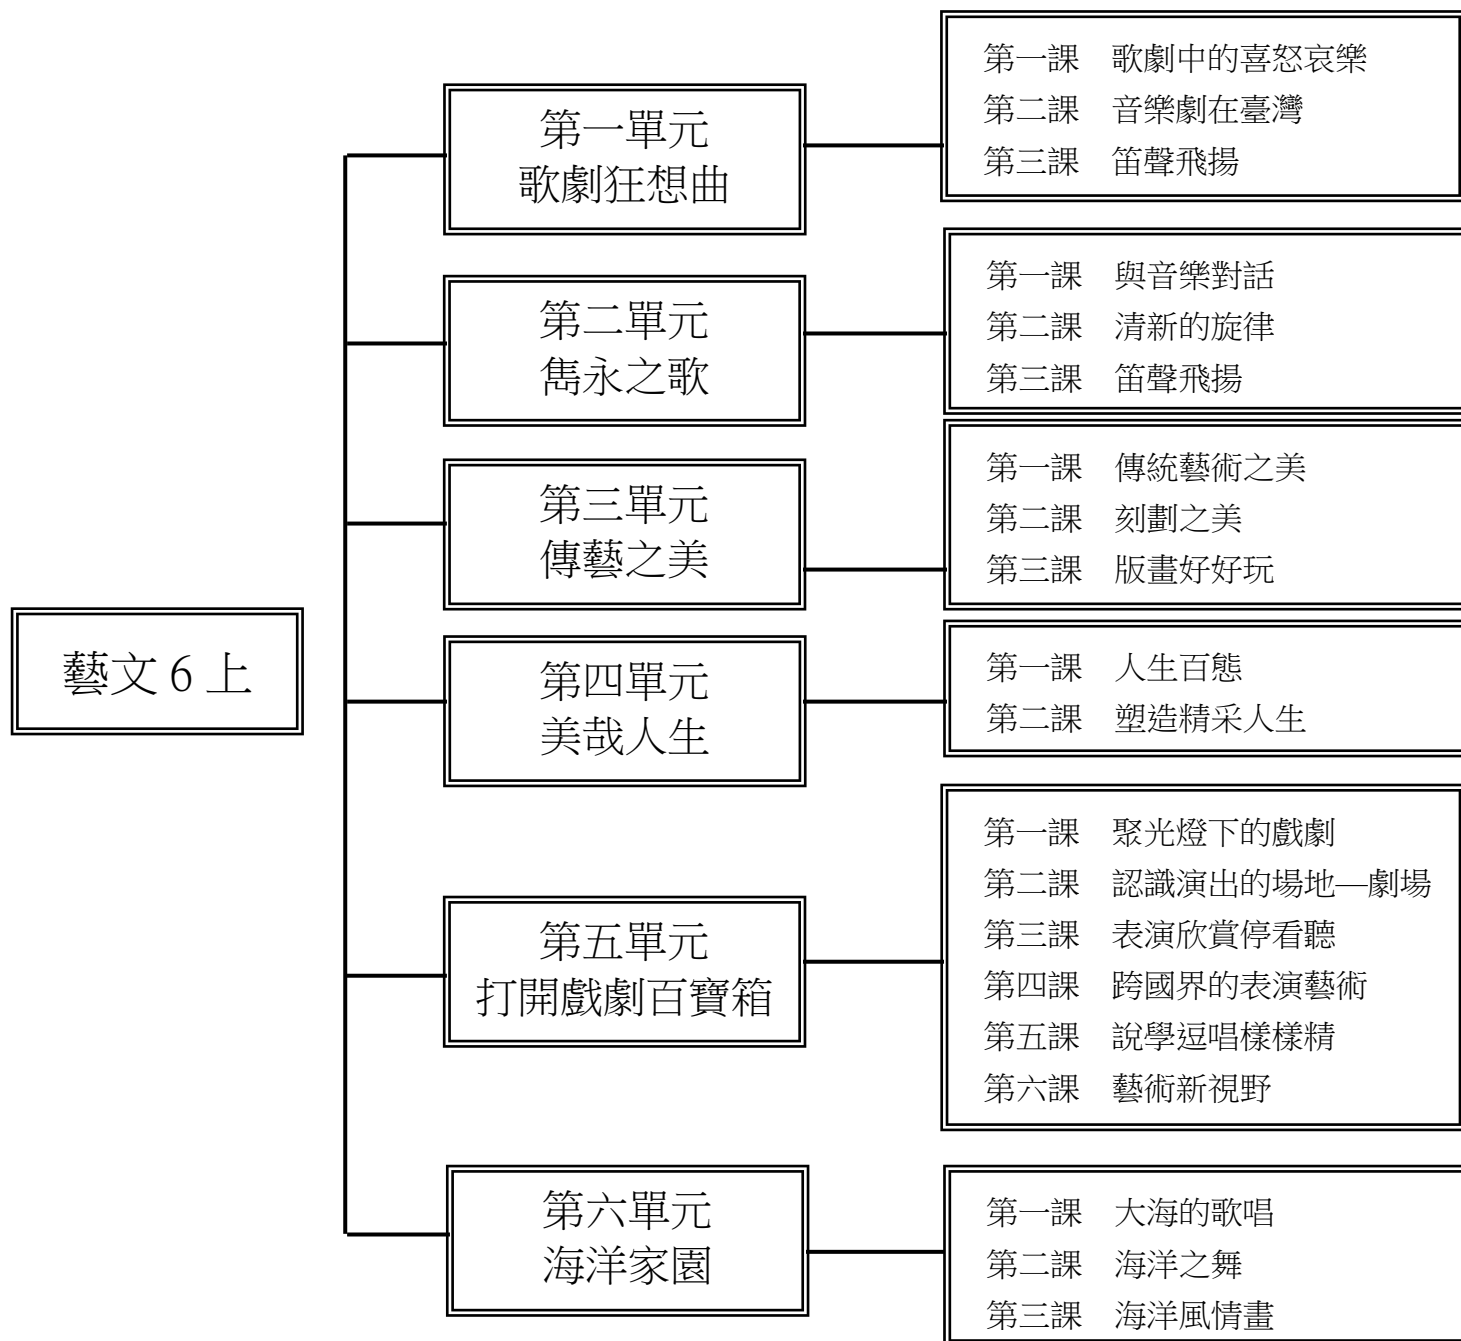 藝文 6 上
第一單元
歌劇狂想曲
第一課　歌劇中的喜怒哀樂
第二課　音樂劇在臺灣
第三課　笛聲飛揚
第二單元
雋永之歌
第一課　與音樂對話
第二課　清新的旋律
第三課　笛聲飛揚
第三單元
傳藝之美
第一課　傳統藝術之美
第二課　刻劃之美
第三課　版畫好好玩
第四單元
美哉人生
第一課　人生百態
第二課　塑造精采人生
第五單元
打開戲劇百寶箱
第一課　聚光燈下的戲劇
第二課　認識演出的場地—劇場
第三課　表演欣賞停看聽
第四課　跨國界的表演藝術
第五課　說學逗唱樣樣精
第六課　藝術新視野
第六單元
海洋家園
第一課　大海的歌唱
第二課　海洋之舞
第三課　海洋風情畫